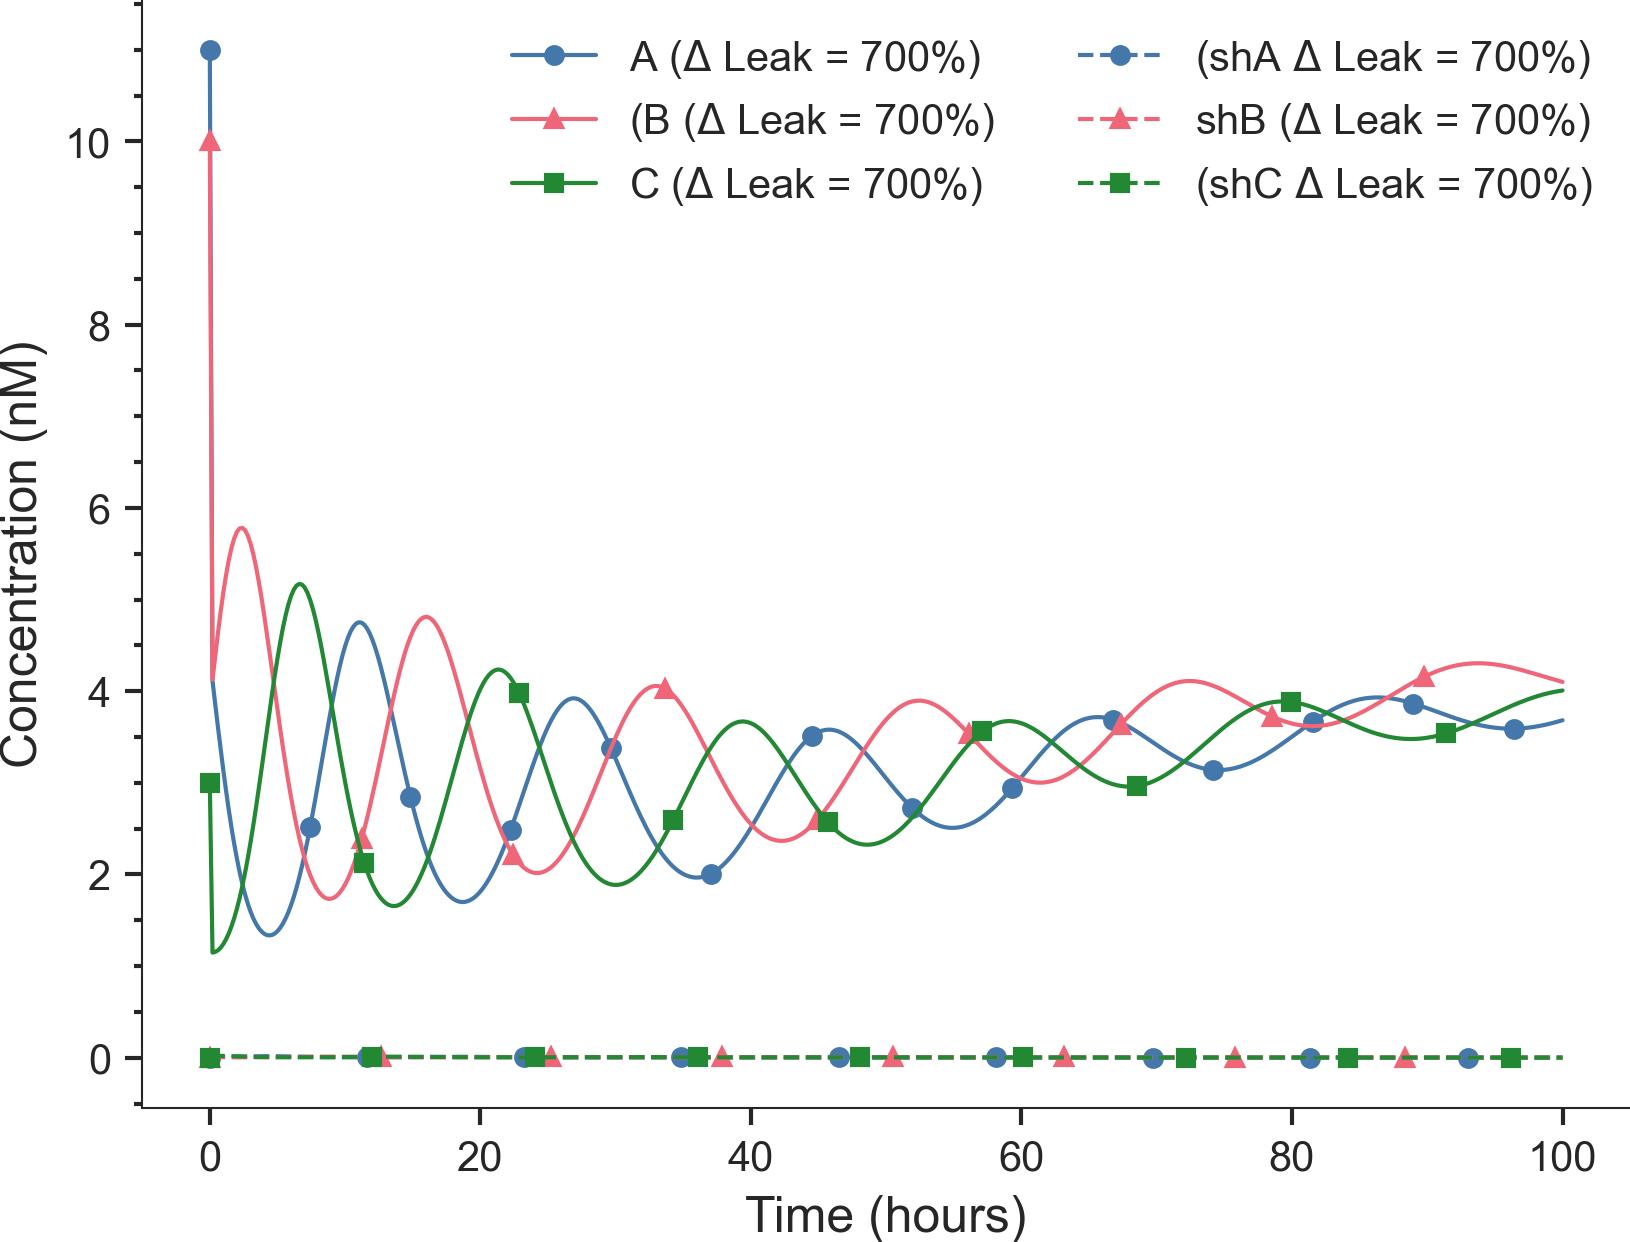 A (Δ Leak = 700%)
(B (Δ Leak = 700%)
C (Δ Leak = 700%)
(shA Δ Leak = 700%)
shB (Δ Leak = 700%)
(shC Δ Leak = 700%)
Concentration (nM)
10
8
6
4
2
0
0 20 40 60 80 100
Time (hours)